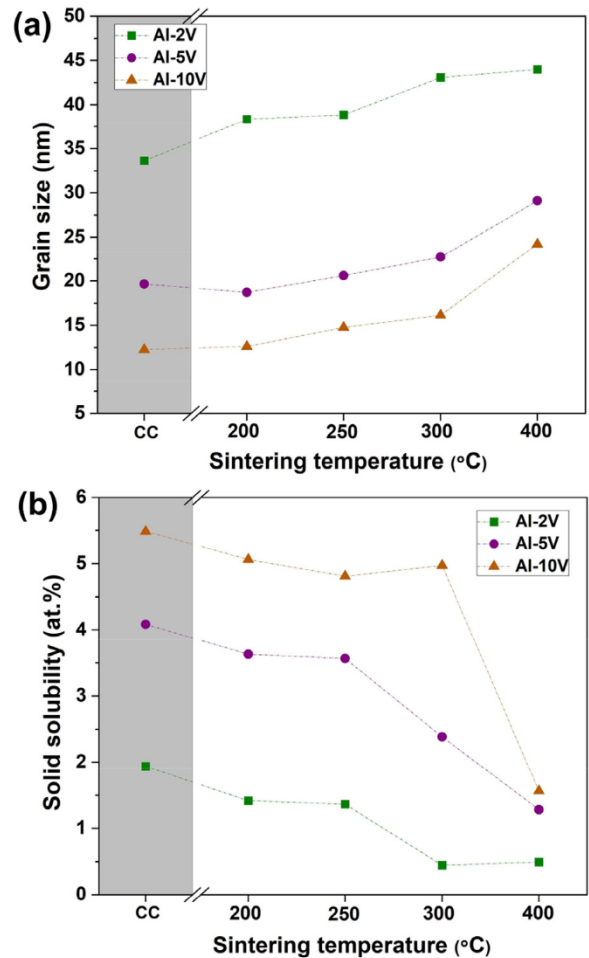 (a)
Al-2V
Al-5V
Al-10V
50
45
40
35
30
25
20
15
10
5
Grain size (nm)
CC
200
250
300
400
Sintering temperature (°C)
(b)
Al-2V
Al-5V
Al-10V
6
5
4
3
2
1
0
Solid solubility (at.%)
CC
200
250
300
400
Sintering temperature (°C)